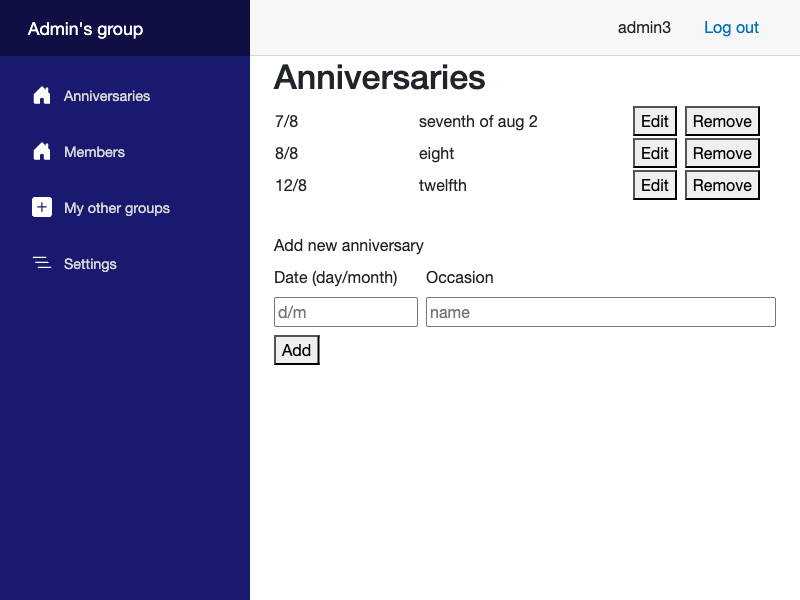 Admin's group
admin3 Log out
Anniversaries
Members
My other groups
Settings
Anniversaries
7/8 seventh of aug 2 Edit Remove
8/8 eight Edit Remove
12/8 twelfth Edit Remove
Add new anniversary
Date (day/month) Occasion
d/m name
Add